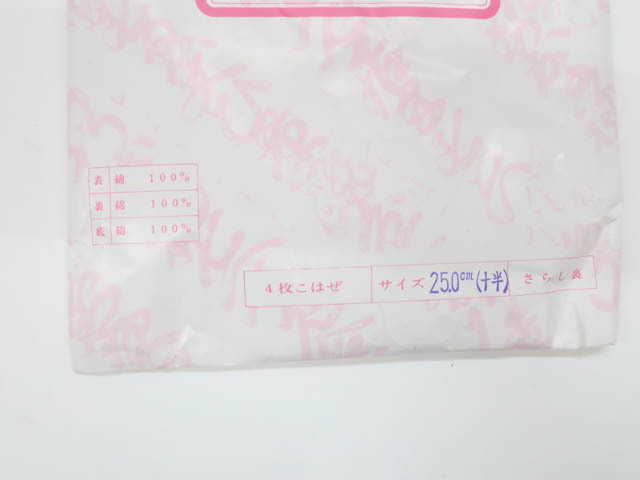 表 綿 100%
裏 綿 100%
底 綿 100%
4枚こはぜ サイズ 25.0cm(十半) さらし裏